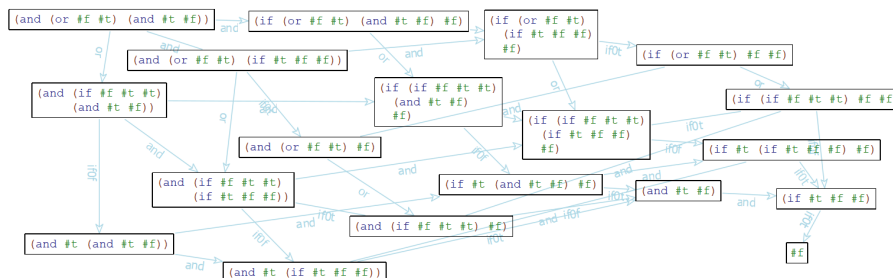 (and (or #f #t) (and #t #f))
and
(if (or #f #t) (and #t #f) #f)
(if (or #f #t)
(if #t #f #f)
#f)
or
and
(and (or #f #t) (if #t #f #f))
or
and
if0t
(if (or #f #t) #f #f)
(and (if #f #t #t)
(and #t #f))
(if (if #f #t #t)
(and #t #f)
#f)
or
or
(if (if #f #t #t) #f #f)
and
(if (if #f #t #t)
(if #t #f #f)
#f)
if0t
or
(and (or #f #t) #f)
if0f
(if #t (if #t #f #f) #f)
if0f
and
if0f
and
if0t
(and (if #f #t #t)
(if #t #f #f))
or
(if #t (and #t #f) #f)
and
if0t
(and #t #f)
and
(if #t #f #f)
if0t
(and (if #f #t #t) #f)
and
and if0f
if0t
(and #t (and #t #f))
and
if0f
if0t
#f
(and #t (if #t #f #f))